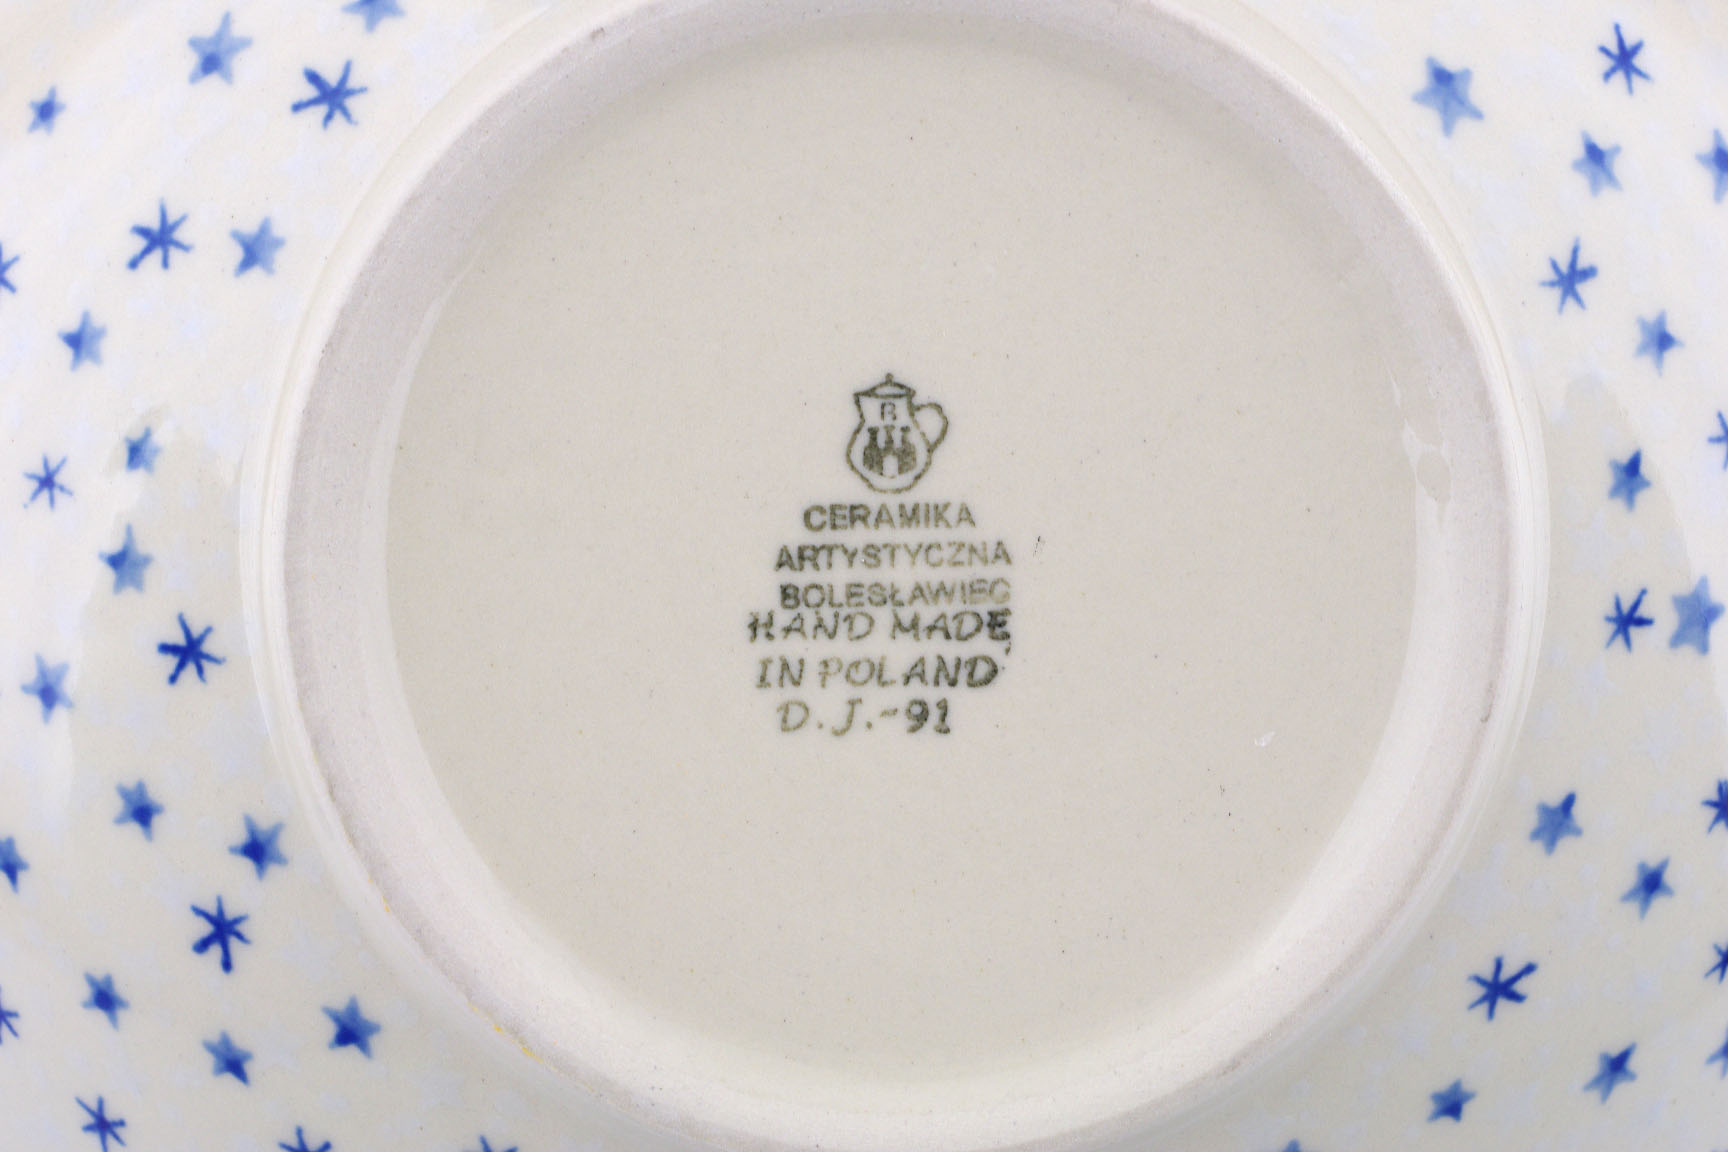 B
CERAMIKA
ARTYSTYCZNA
BOLESŁAWIEC
HAND MADE
IN POLAND
D.J.-91